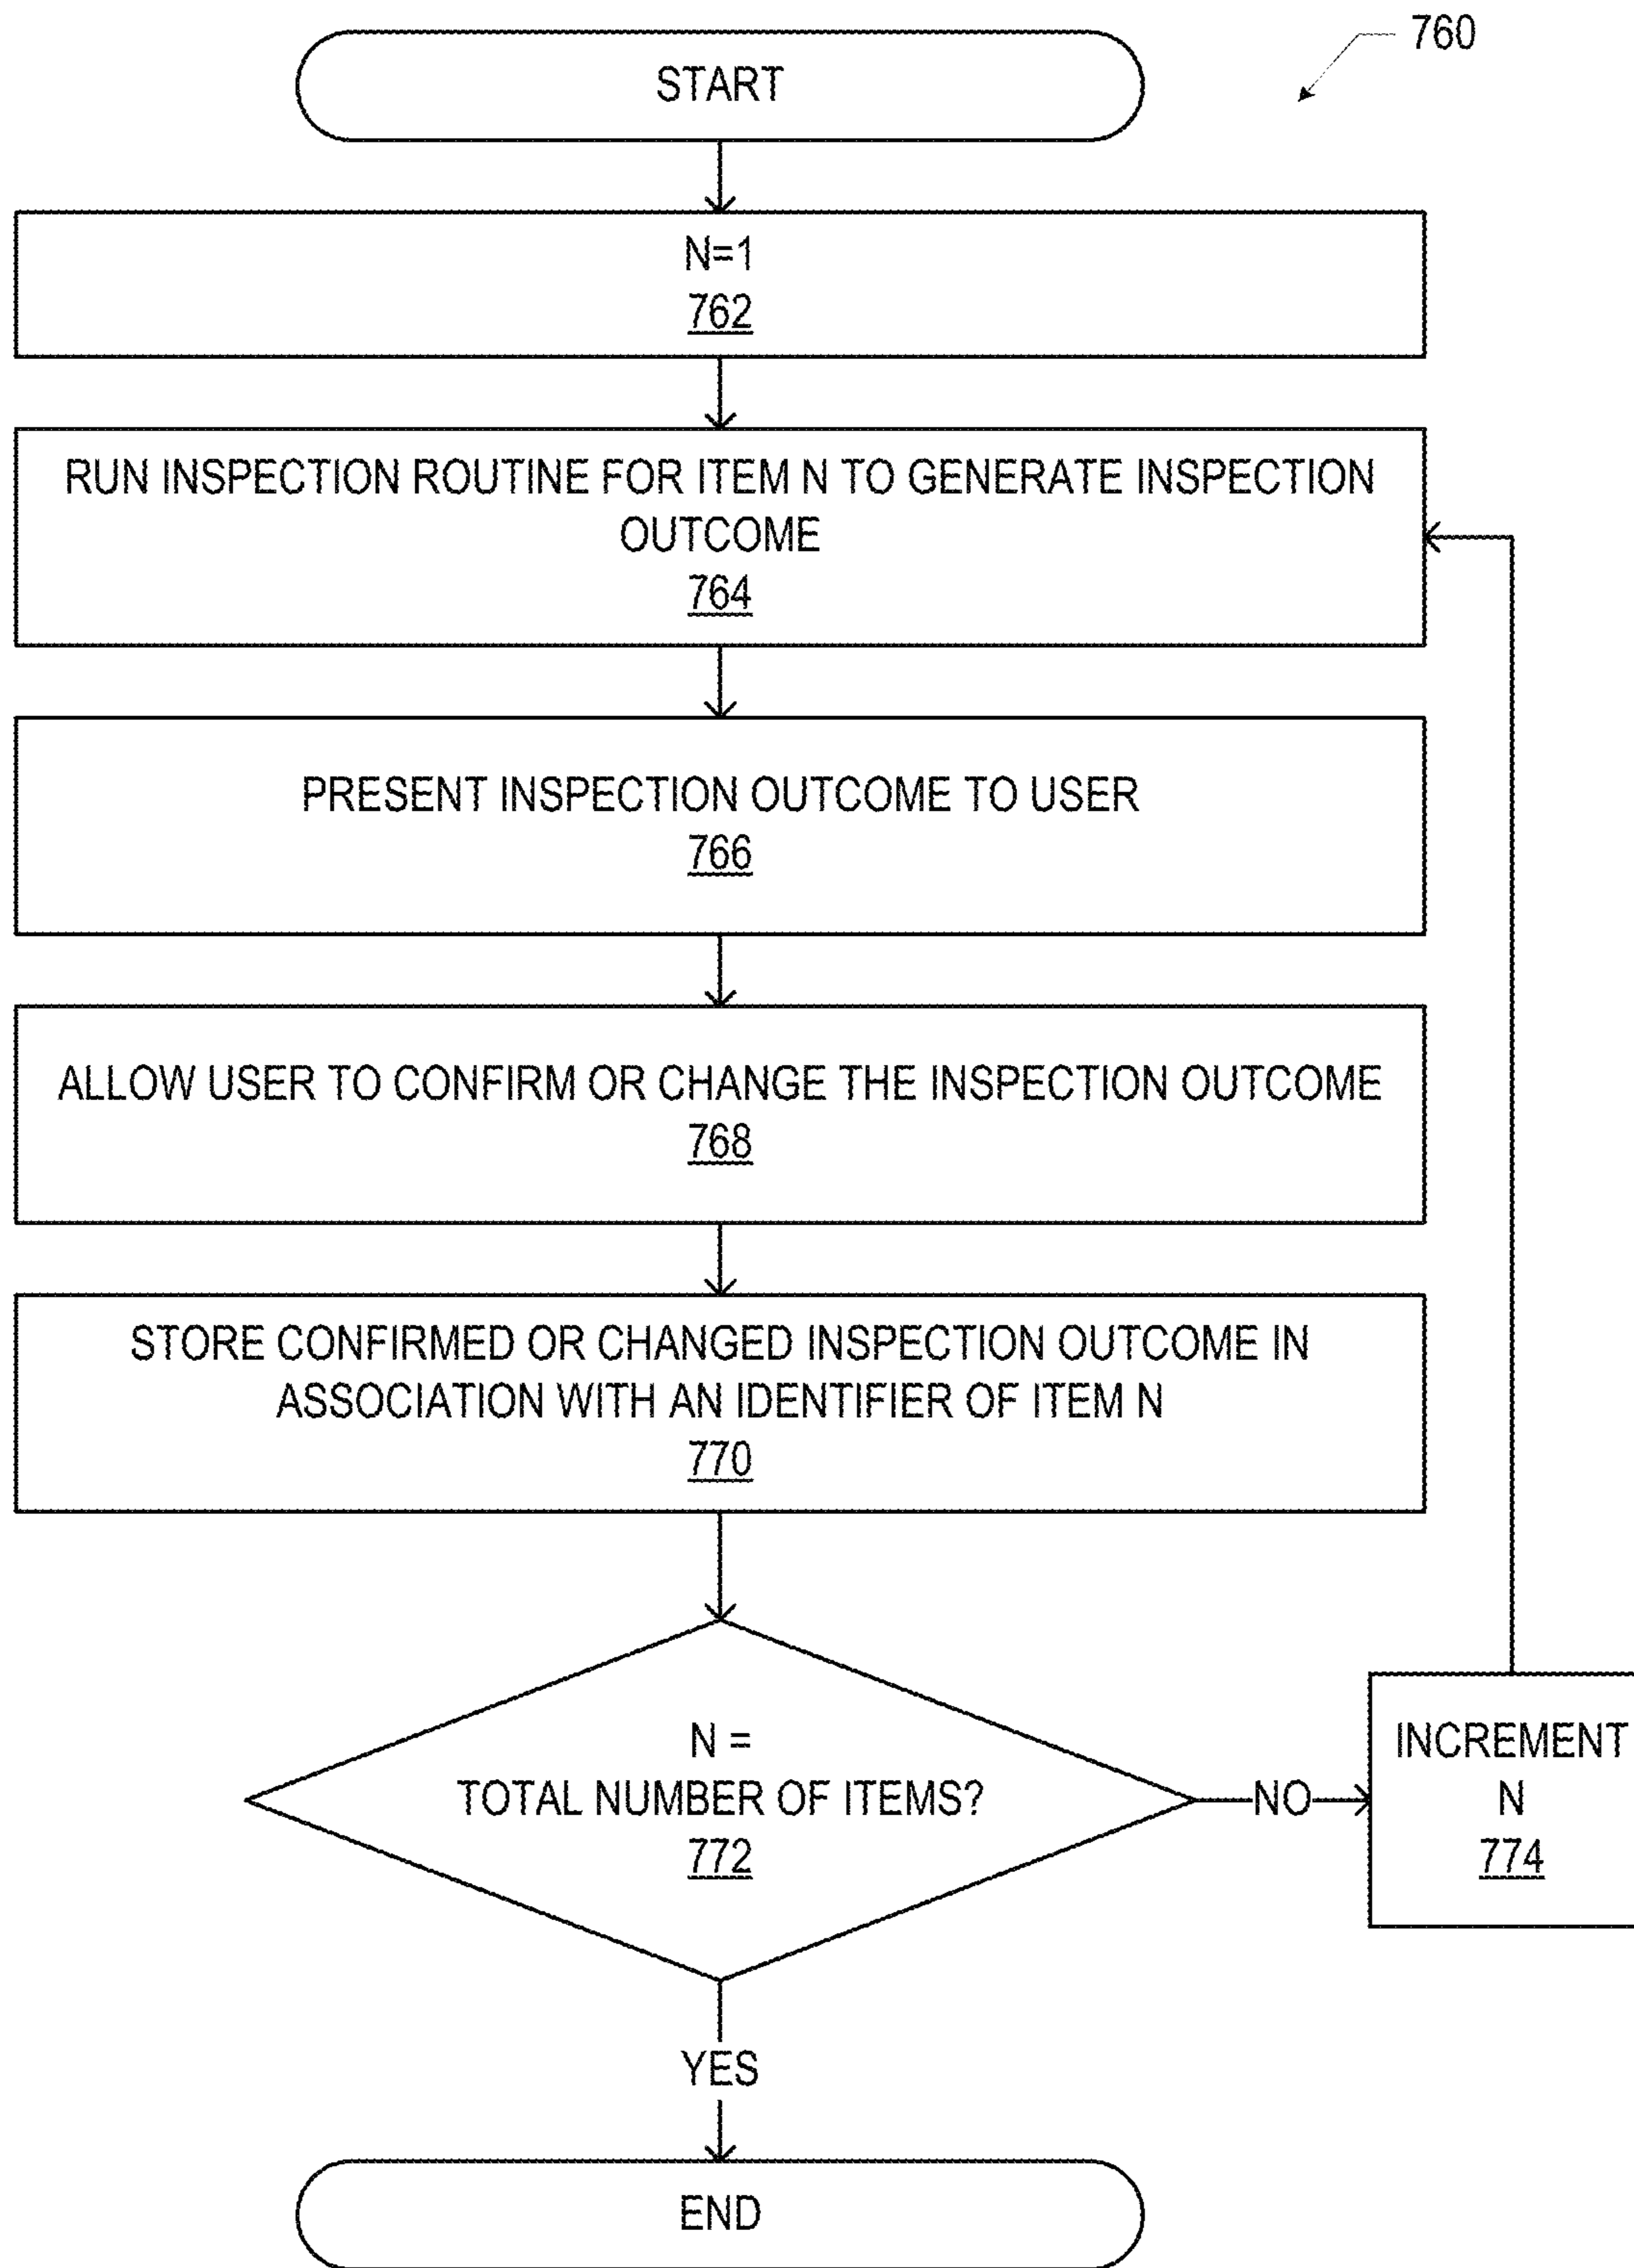 760
START
N=1
762
RUN INSPECTION ROUTINE FOR ITEM N TO GENERATE INSPECTION
OUTCOME
764
PRESENT INSPECTION OUTCOME TO USER
766
ALLOW USER TO CONFIRM OR CHANGE THE INSPECTION OUTCOME
768
STORE CONFIRMED OR CHANGED INSPECTION OUTCOME IN
ASSOCIATION WITH AN IDENTIFIER OF ITEM N
770
N =
TOTAL NUMBER OF ITEMS?
772
NO
INCREMENT
N
774
YES
END